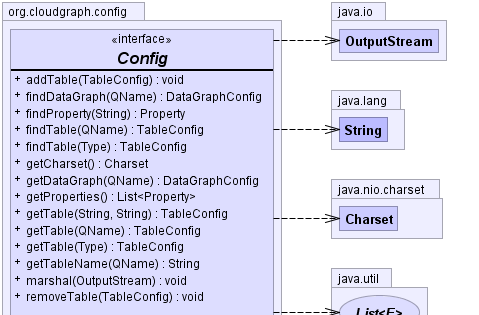 org.cloudgraph.config
«interface»
Config
+ addTable(TableConfig) : void
+ findDataGraph(QName) : DataGraphConfig
+ findProperty(String) : Property
+ findTable(QName) : TableConfig
+ findTable(Type) : TableConfig
+ getCharset() : Charset
+ getDataGraph(QName) : DataGraphConfig
+ getProperties() : List<Property>
+ getTable(String, String) : TableConfig
+ getTable(QName) : TableConfig
+ getTable(Type) : TableConfig
+ getTableName(QName) : String
+ marshal(OutputStream) : void
+ removeTable(TableConfig) : void
java.io
OutputStream
java.lang
String
java.nio.charset
Charset
java.util
List<E>